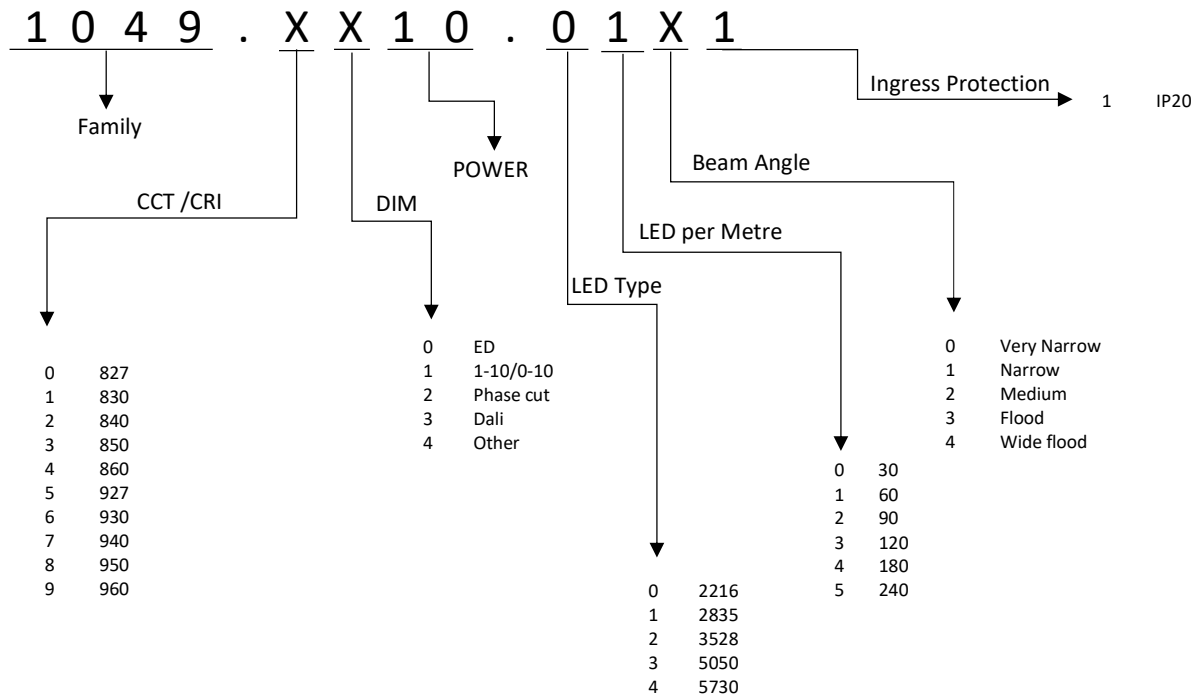 1 0 4 9 . X X 1 0 . 0 1 X 1
Ingress Protection
1 IP20
Family
POWER
Beam Angle
CCT /CRI
DIM
LED per Metre
LED Type
0 827
1 830
2 840
3 850
4 860
5 927
6 930
7 940
8 950
9 960
0 ED
1 1-10/0-10
2 Phase cut
3 Dali
4 Other
0 2216
1 2835
2 3528
3 5050
4 5730
0 30
1 60
2 90
3 120
4 180
5 240
0 Very Narrow
1 Narrow
2 Medium
3 Flood
4 Wide flood